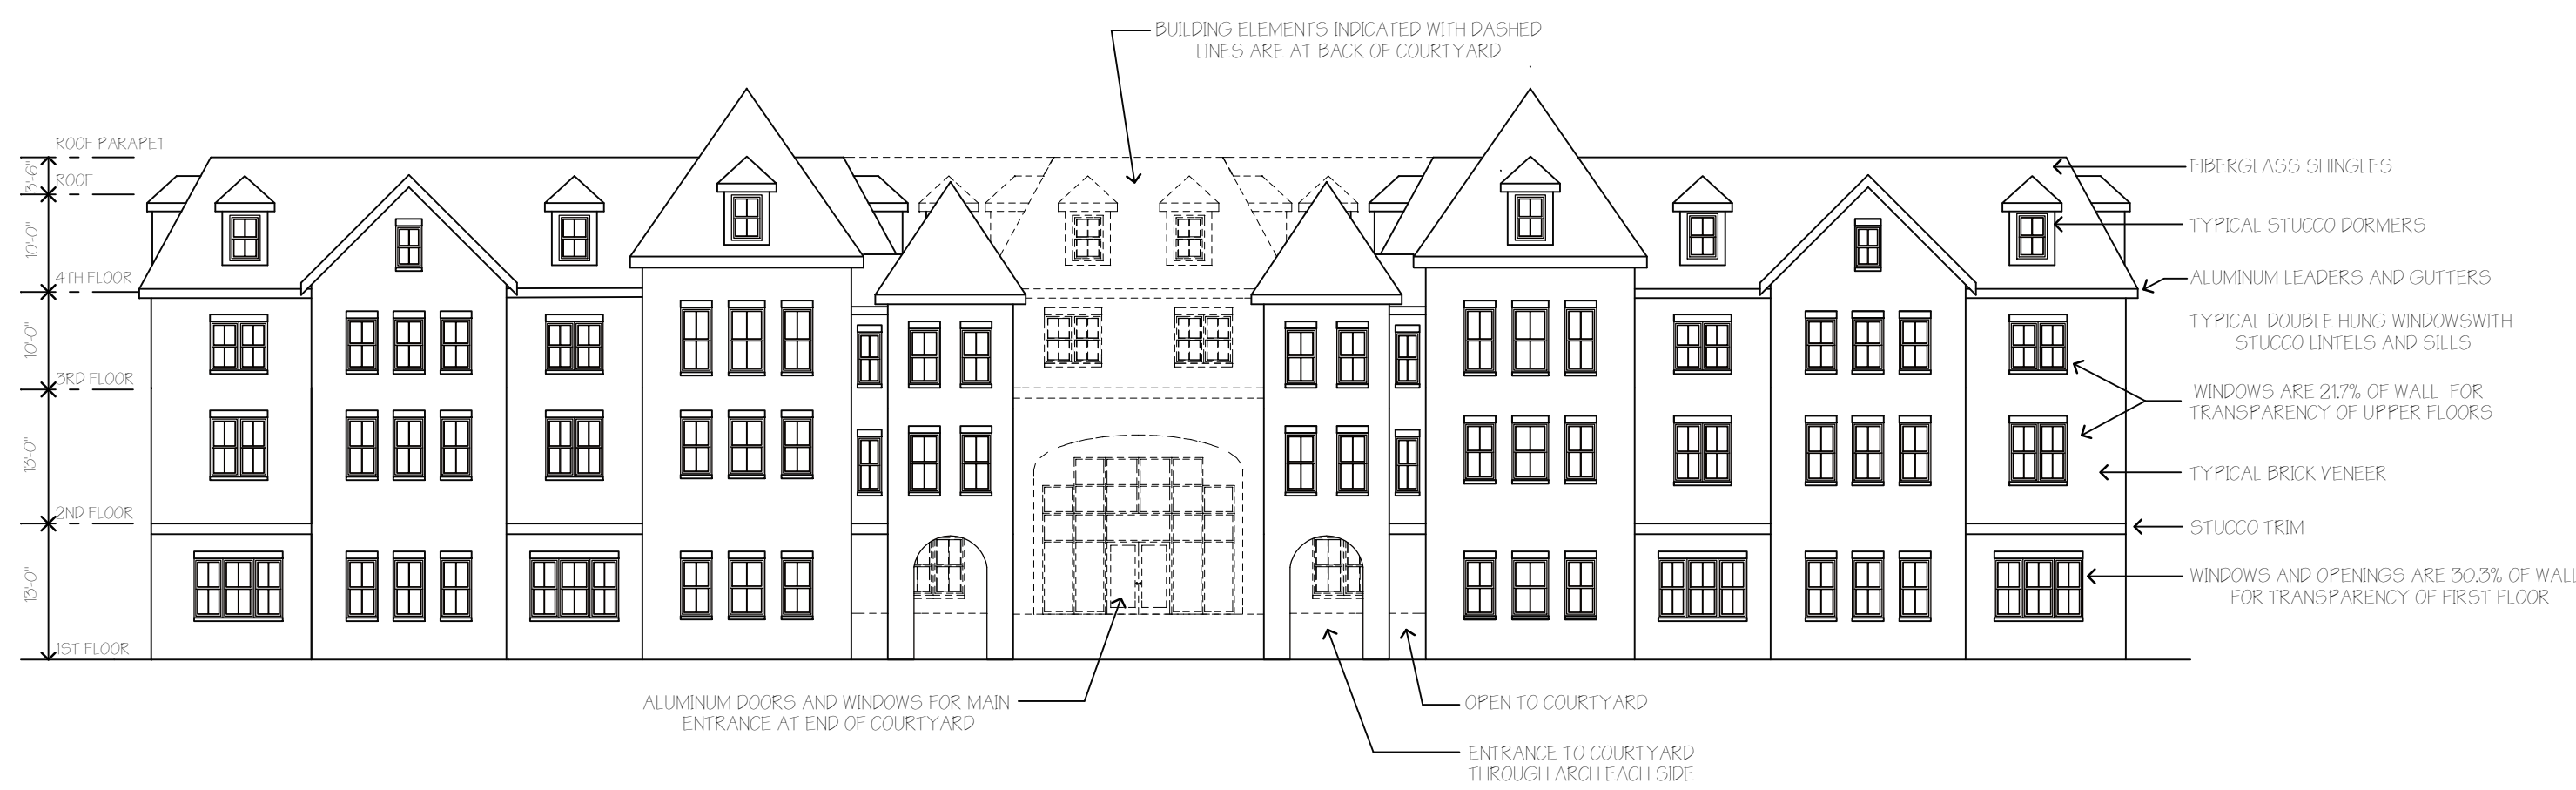 BUILDING ELEMENTS INDICATED WITH DASHED
LINES ARE AT BACK OF COURTYARD
ROOF PARAPET
3'-6"
ROOF
10'-0"
4TH FLOOR
10'-0"
3RD FLOOR
13'-0"
2ND FLOOR
13'-0"
1ST FLOOR
FIBERGLASS SHINGLES
TYPICAL STUCCO DORMERS
ALUMINUM LEADERS AND GUTTERS
TYPICAL DOUBLE HUNG WINDOWSWITH
STUCCO LINTELS AND SILLS
WINDOWS ARE 21.7% OF WALL FOR
TRANSPARENCY OF UPPER FLOORS
TYPICAL BRICK VENEER
STUCCO TRIM
WINDOWS AND OPENINGS ARE 30.3% OF WALL
FOR TRANSPARENCY OF FIRST FLOOR
ALUMINUM DOORS AND WINDOWS FOR MAIN
ENTRANCE AT END OF COURTYARD
OPEN TO COURTYARD
ENTRANCE TO COURTYARD
THROUGH ARCH EACH SIDE